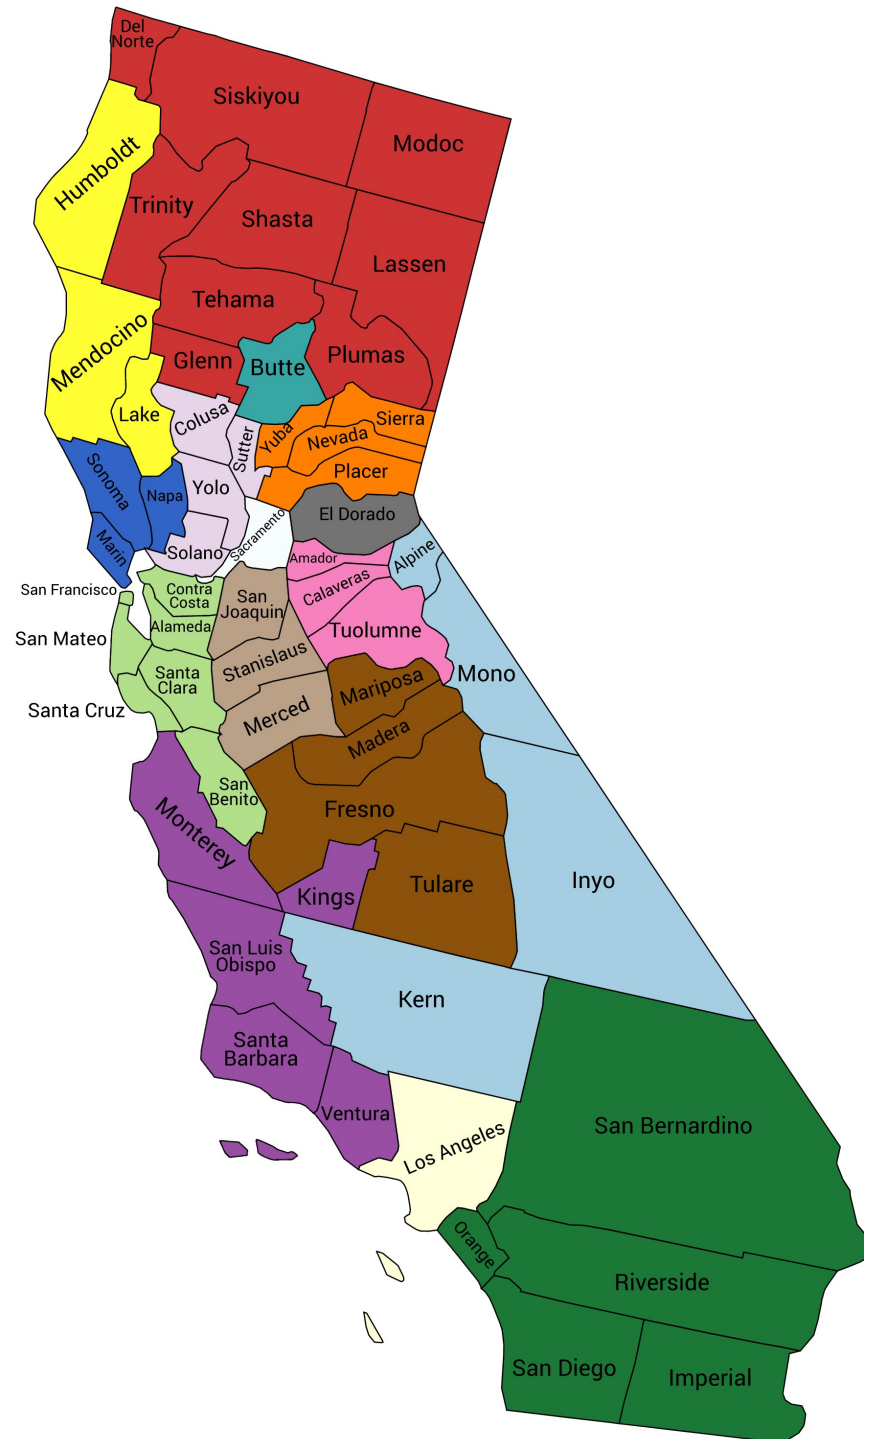 Del
Norte
Siskiyou
Modoc
Humboldt
Trinity
Shasta
Lassen
Tehama
Mendocino
Glenn
Butte
Plumas
Lake
Colusa
Sutter
Yuba
Nevada
Sierra
Placer
Sonoma
Napa
Yolo
Sacramento
El Dorado
Marin
Solano
Amador
Alpine
San Francisco
Contra
Costa
San
Joaquin
Calaveras
San Mateo
Alameda
Tuolumne
Santa
Clara
Stanislaus
Mariposa
Mono
Santa Cruz
Merced
Madera
San
Benito
Monterey
Fresno
Kings
Tulare
Inyo
San Luis
Obispo
Kern
Santa
Barbara
Ventura
Los Angeles
San Bernardino
Orange
Riverside
San Diego
Imperial